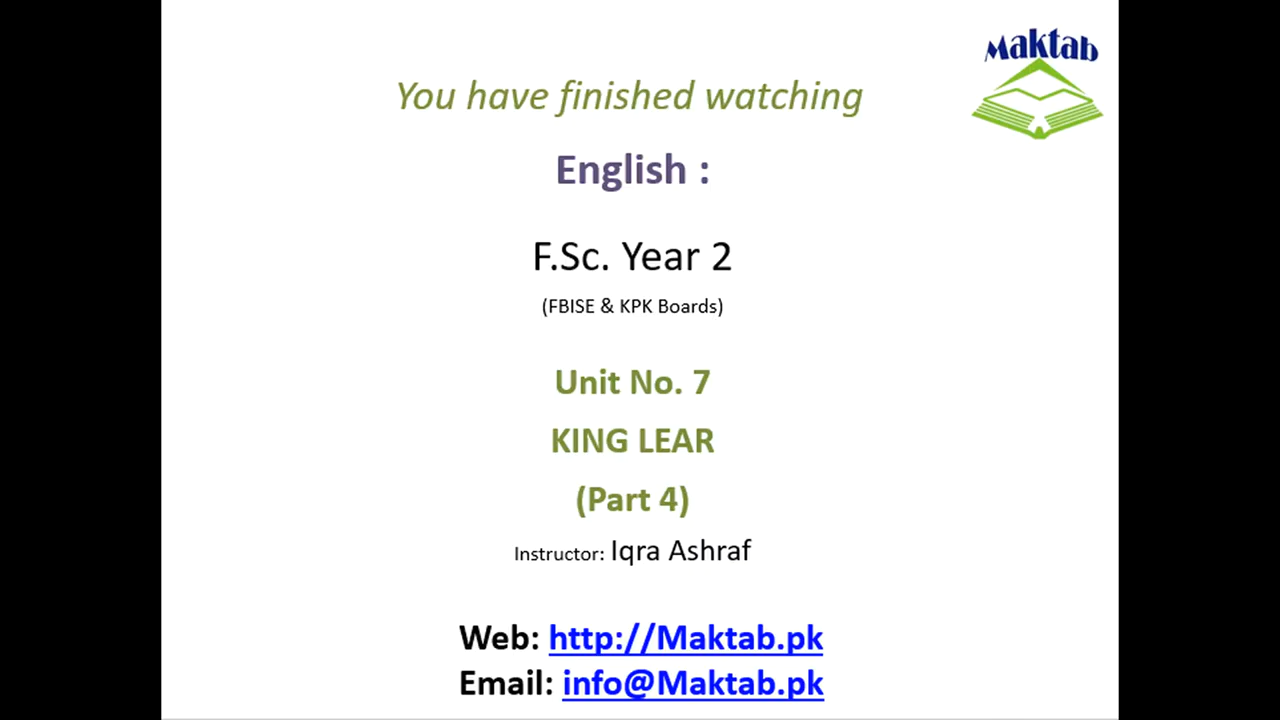 Maktab
You have finished watching
English :
F.Sc. Year 2
(FBISE & KPK Boards)
Unit No. 7
KING LEAR
(Part 4)
Instructor: Iqra Ashraf
Web: http://Maktab.pk
Email: info@Maktab.pk